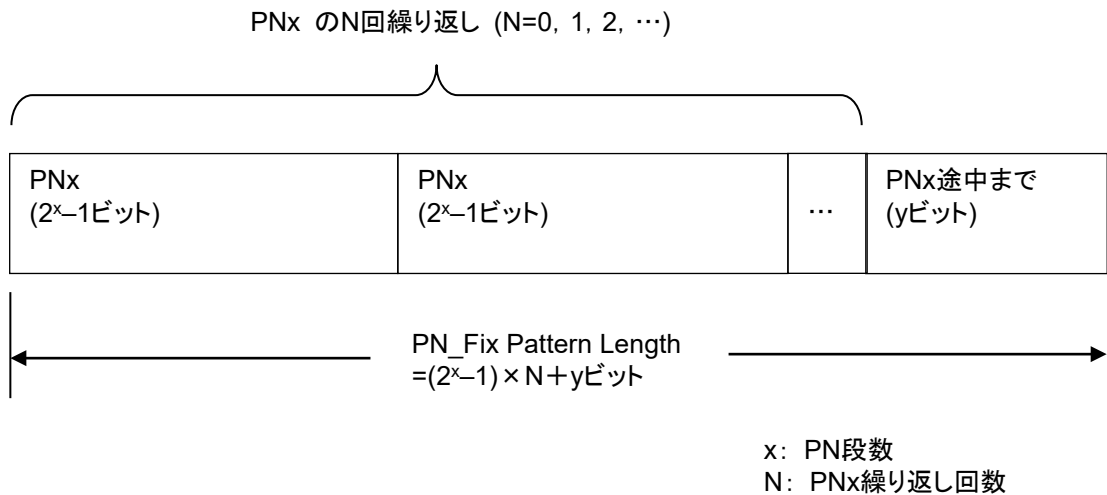 PNx のN回繰り返し (N=0, 1, 2, …)
PNx
(2ˣ–1ビット)
PNx
(2ˣ–1ビット)
…
PNx途中まで
(yビット)
PN_Fix Pattern Length
=(2ˣ–1)×N+yビット
x: PN段数
N: PNx繰り返し回数